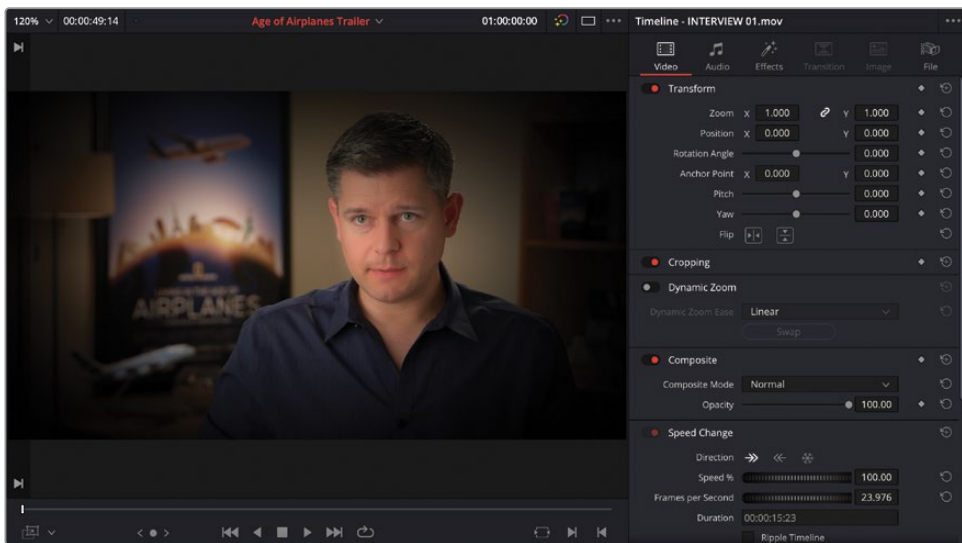 120% 00:00:49:14 Age of Airplanes Trailer 01:00:00:00
AIRPLANES
Timeline - INTERVIEW 01.mov
Video Audio Effects Transition Image File
Transform
Zoom X 1.000 Y 1.000
Position X 0.000 Y 0.000
Rotation Angle 0.000
Anchor Point X 0.000 Y 0.000
Pitch 0.000
Yaw 0.000
Flip
Cropping
Dynamic Zoom
Dynamic Zoom Ease Linear
Swap
Composite
Composite Mode Normal
Opacity 100.00
Speed Change
Direction
Speed % 100.00
Frames per Second 23.976
Duration 00:00:15:23
Ripple Timeline